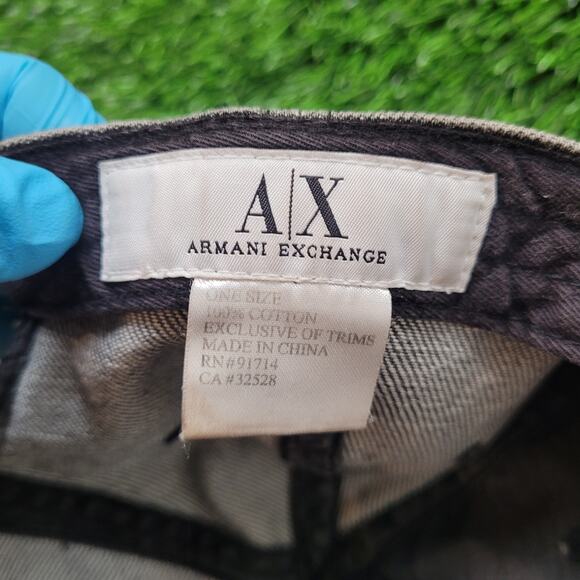 A|X
ARMANI EXCHANGE
ONE SIZE
100% COTTON
EXCLUSIVE OF TRIMS
MADE IN CHINA
RN#91714
CA #32528